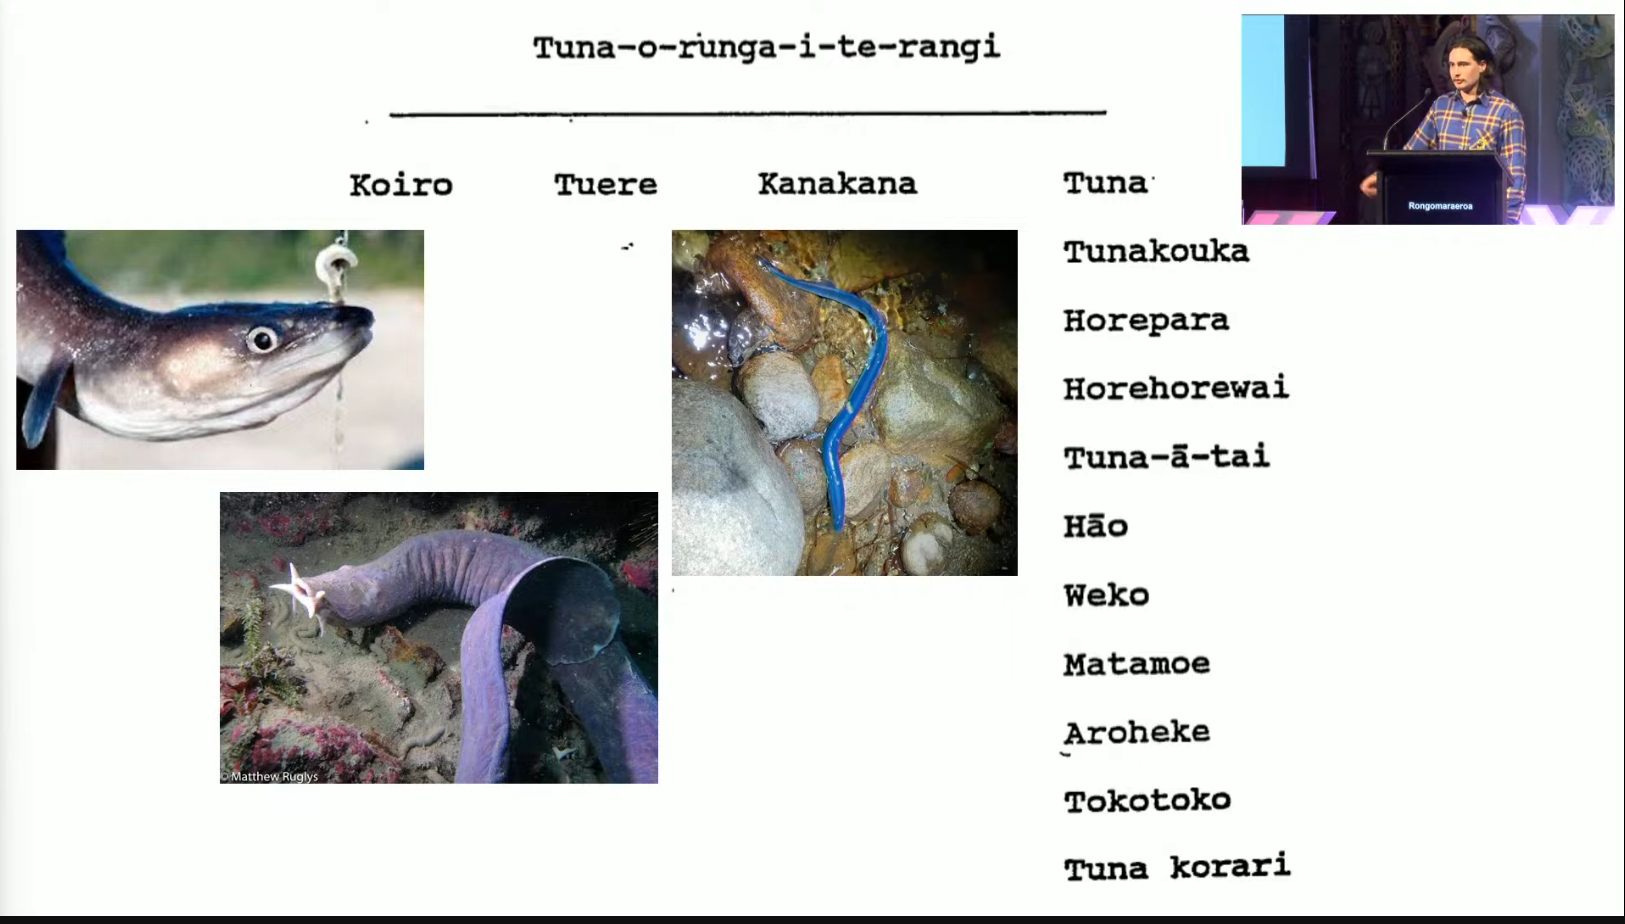 Tuna-o-runga-i-te-rangi
Koiro Tuere Kanakana Tuna
Tunakouka
Horepara
Horehorewai
Tuna-ā-tai
Hāo
Weko
Matamoe
Aroheke
Tokotoko
Tuna korari
© Matthew Ruglys
Rongomaraeroa